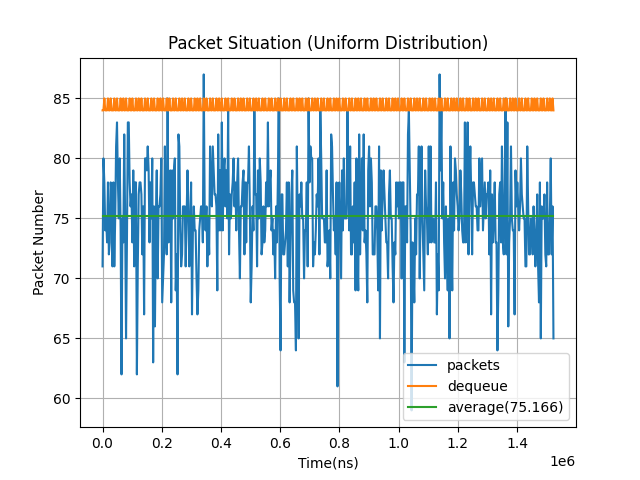 Packet Situation (Uniform Distribution)
Packet Number
85
80
75
70
65
60
packets
dequeue
average(75.166)
0.0 0.2 0.4 0.6 0.8 1.0 1.2 1.4
1e6
Time(ns)